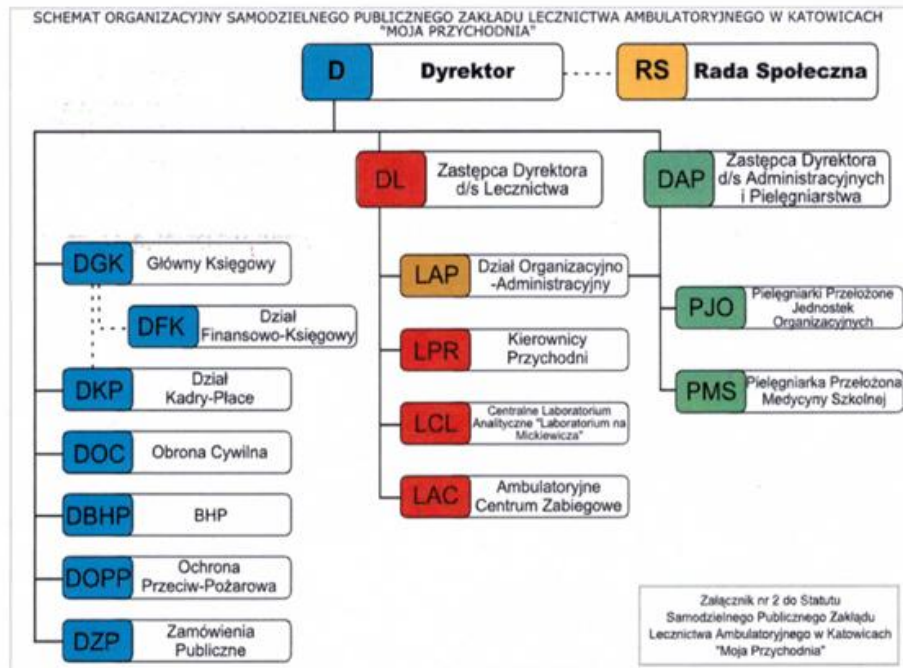 SCHEMAT ORGANIZACYJNY SAMODZIELNEGO PUBLICZNEGO ZAKŁADU LECZNICTWA AMBULATORYJNEGO W KATOWICACH
"MOJA PRZYCHODNIA"
D
Dyrektor
RS
Rada Społeczna
DL
Zastępca Dyrektora
d/s Lecznictwa
DAP
Zastępca Dyrektora
d/s Administracyjnych
i Pielęgniarstwa
DGK
Główny Księgowy
DFK
Dział
Finansowo-Księgowy
DKP
Dział
Kadry-Płace
DOC
Obrona Cywilna
DBHP
BHP
DOPP
Ochrona
Przeciw-Pożarowa
DZP
Zamówienia
Publiczne
LAP
Dział Organizacyjno
-Administracyjny
LPR
Kierownicy
Przychodni
LCL
Centralne Laboratorium
Analityczne "Laboratorium na
Mickiewicza"
LAC
Ambulatoryjne
Centrum Zabiegowe
PJO
Pielęgniarki Przełożone
Jednostek
Organizacyjnych
PMS
Pielęgniarka Przełożona
Medycyny Szkolnej
Załącznik nr 2 do Statutu
Samodzielnego Publicznego Zakłądu
Lecznictwa Ambulatoryjnego w Katowicach
"Moja Przychodnia"